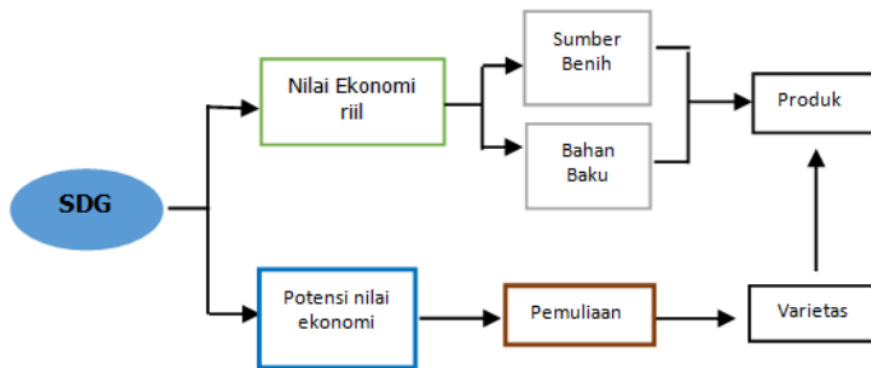 SDG
Nilai Ekonomi
riil
Sumber
Benih
Bahan
Baku
Produk
Potensi nilai
ekonomi
Pemuliaan
Varietas